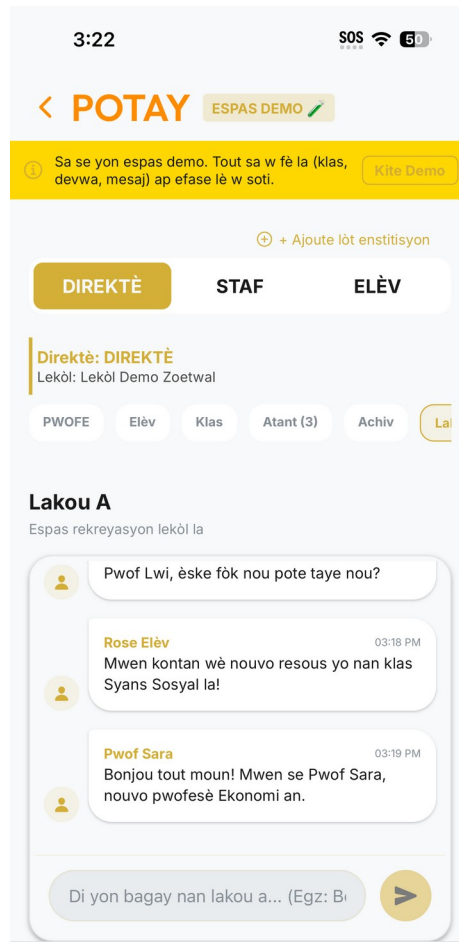 3:22
SOS
50
POTAY
ESPAS DEMO
Sa se yon espas demo. Tout sa w fè la (klas,
devwa, mesaj) ap efase lè w soti.
Kite Demo
+ Ajoute lòt enstitisyon
DIREKTÈ
STAF
ELÈV
Direktè: DIREKTÈ
Lekòl: Lekòl Demo Zoetwal
PWOFE
Elèv
Klas
Atant (3)
Achiv
Lakou A
Espas rekreyasyon lekòl la
Pwof Lwi, èske fòk nou pote taye nou?
Rose Elèv
03:18 PM
Mwen kontan wè nouvo resous yo nan klas
Syans Sosyal la!
Pwof Sara
03:19 PM
Bonjou tout moun! Mwen se Pwof Sara,
nouvo pwofesè Ekonomi an.
Di yon bagay nan lakou a... (Egz: